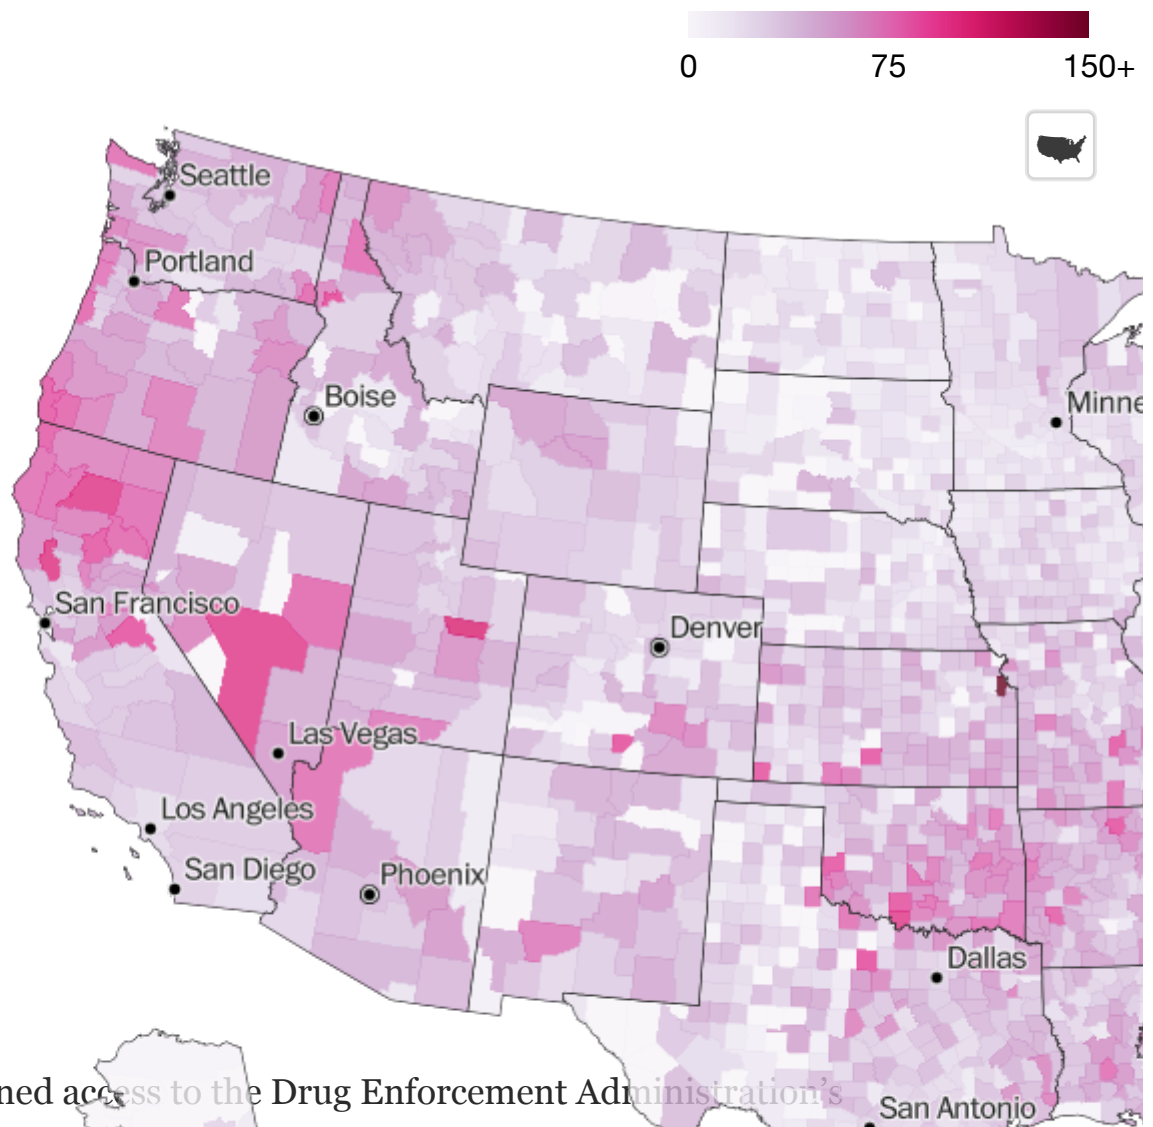 0 75 150+
Seattle
Portland
Boise
Minne
San Francisco
Denver
Las Vegas
Los Angeles
San Diego
Phoenix
Dallas
ned access to the Drug Enforcement Administration's
San Antonio